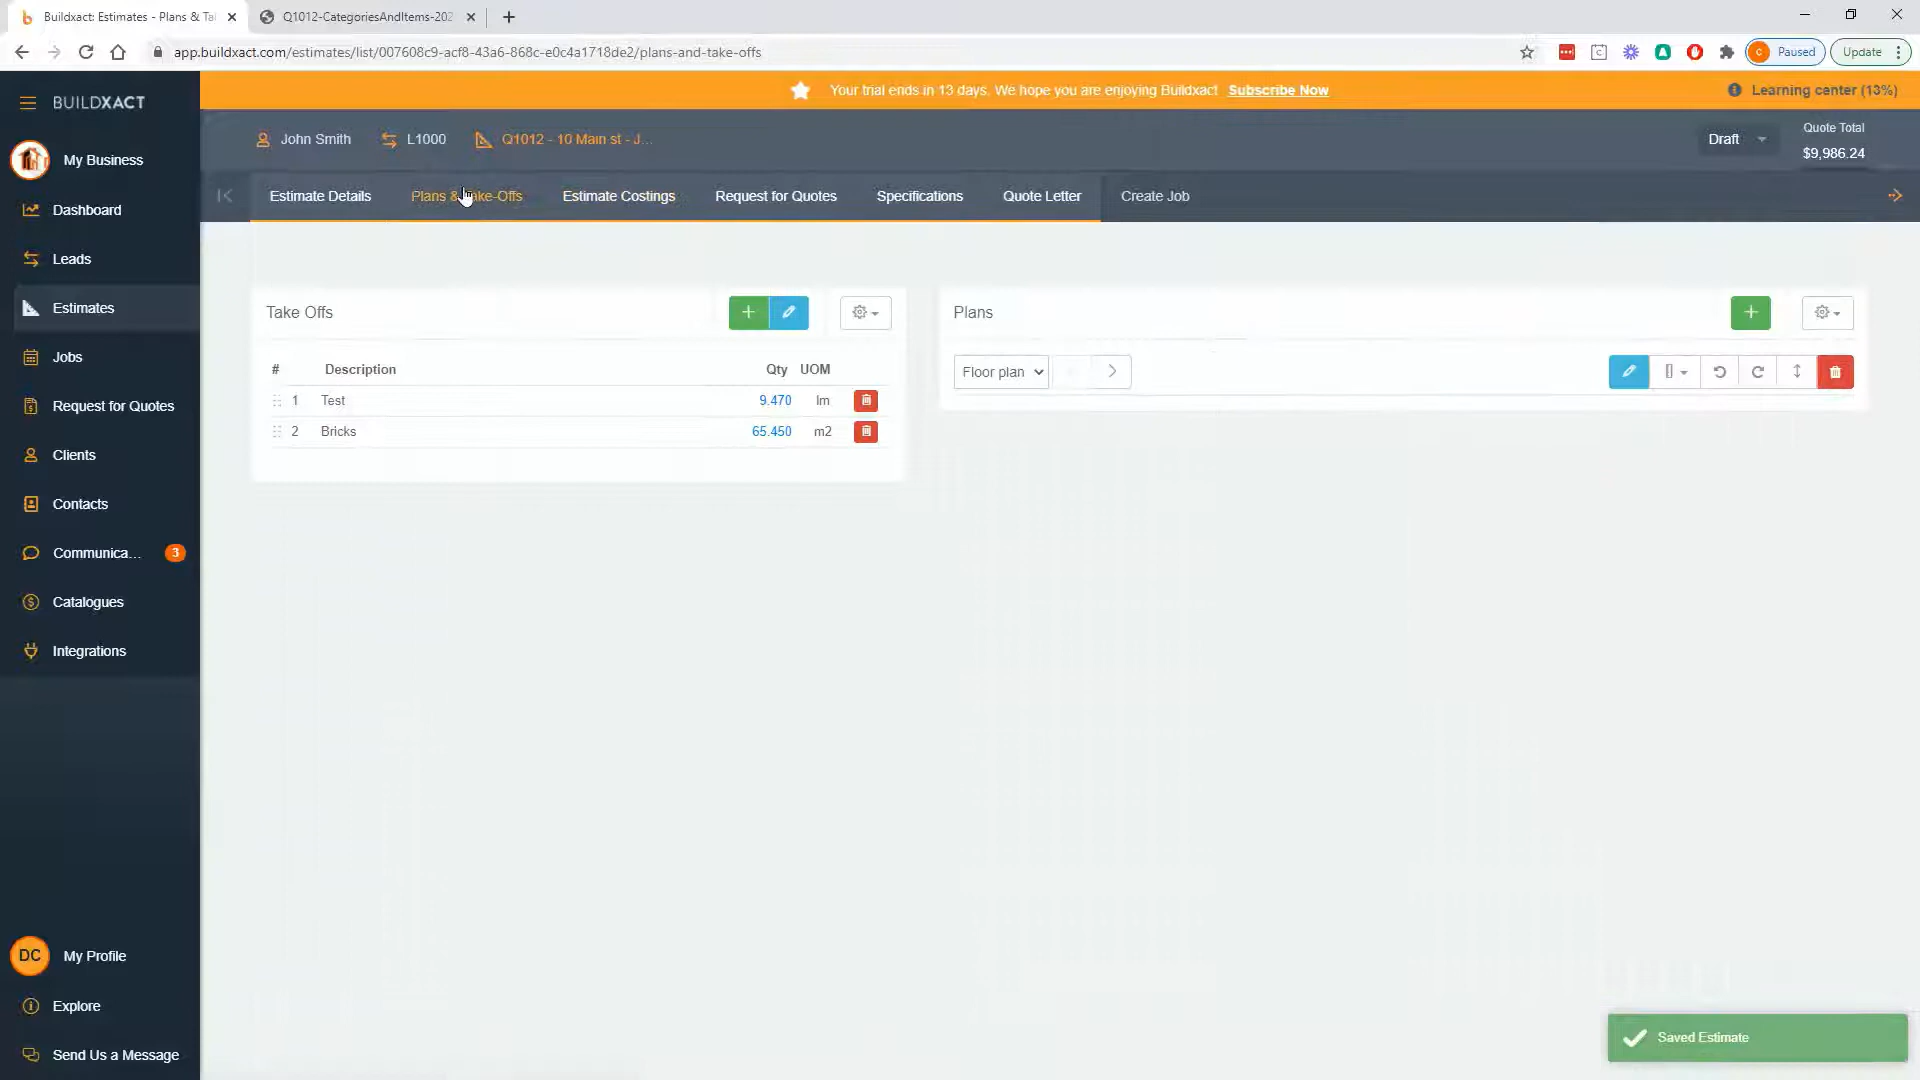 Buildxact: Estimates - Plans & Ta
Q1012-CategoriesAndItems-202
app.buildxact.com/estimates/list/007608c9-acf8-43a6-868c-e0c4a1718de2/plans-and-take-offs
C
Paused
Update
BUILDXACT
Your trial ends in 13 days. We hope you are enjoying Buildxact Subscribe Now
Learning center (13%)
My Business
Dashboard
Leads
Estimates
Jobs
Request for Quotes
Clients
Contacts
Communica...
3
Catalogues
Integrations
DC
My Profile
Explore
Send Us a Message
John Smith
L1000
Q1012 - 10 Main st - J...
Draft
Quote Total
$9,986.24
Estimate Details
Plans & Take-Offs
Estimate Costings
Request for Quotes
Specifications
Quote Letter
Create Job
Take Offs
# Description Qty UOM
1 Test 9.470 lm
2 Bricks 65.450 m2
Plans
Floor plan
Saved Estimate